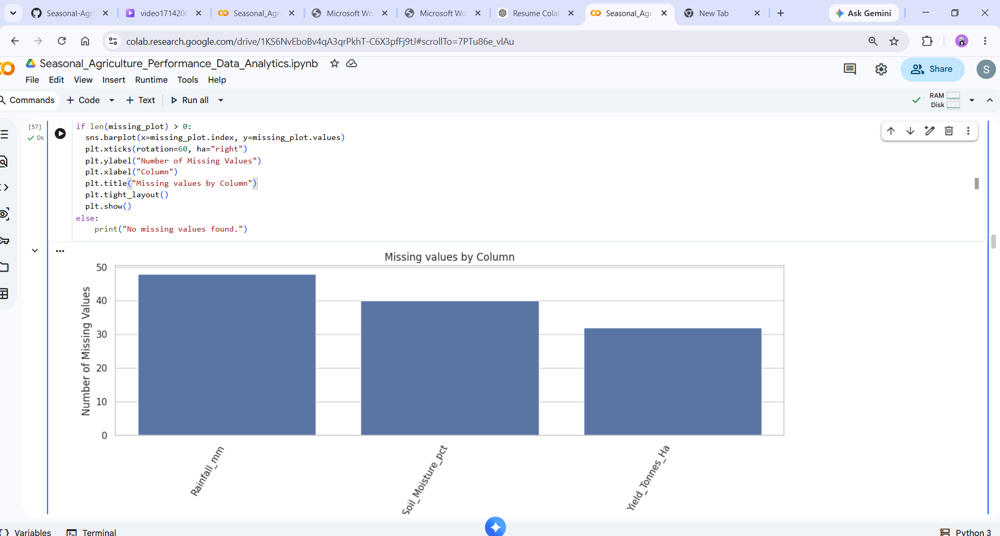 Seasonal-Agri
video1714200
Seasonal_Agri
Microsoft Wo
Microsoft Wo
Resume Colab
Seasonal_Agri
New Tab
Ask Gemini
colab.research.google.com/drive/1KS6NvEboBv4qA3qrPkhT-C6X3pfFj9tJ#scrollTo=7PTu86e_vlAu
Seasonal_Agriculture_Performance_Data_Analytics.ipynb
File Edit View Insert Runtime Tools Help
Share
S
Commands + Code + Text Run all
RAM
Disk
[57]
0s
if len(missing_plot) > 0:
sns.barplot(x=missing_plot.index, y=missing_plot.values)
plt.xticks(rotation=60, ha="right")
plt.ylabel("Number of Missing Values")
plt.xlabel("Column")
plt.title("Missing values by Column")
plt.tight_layout()
plt.show()
else:
print("No missing values found.")
Missing values by Column
Number of Missing Values
50
40
30
20
10
0
Rainfall_mm
Soil_Moisture_pct
Yield_Tonnes_Ha
Variables
Terminal
Python 3